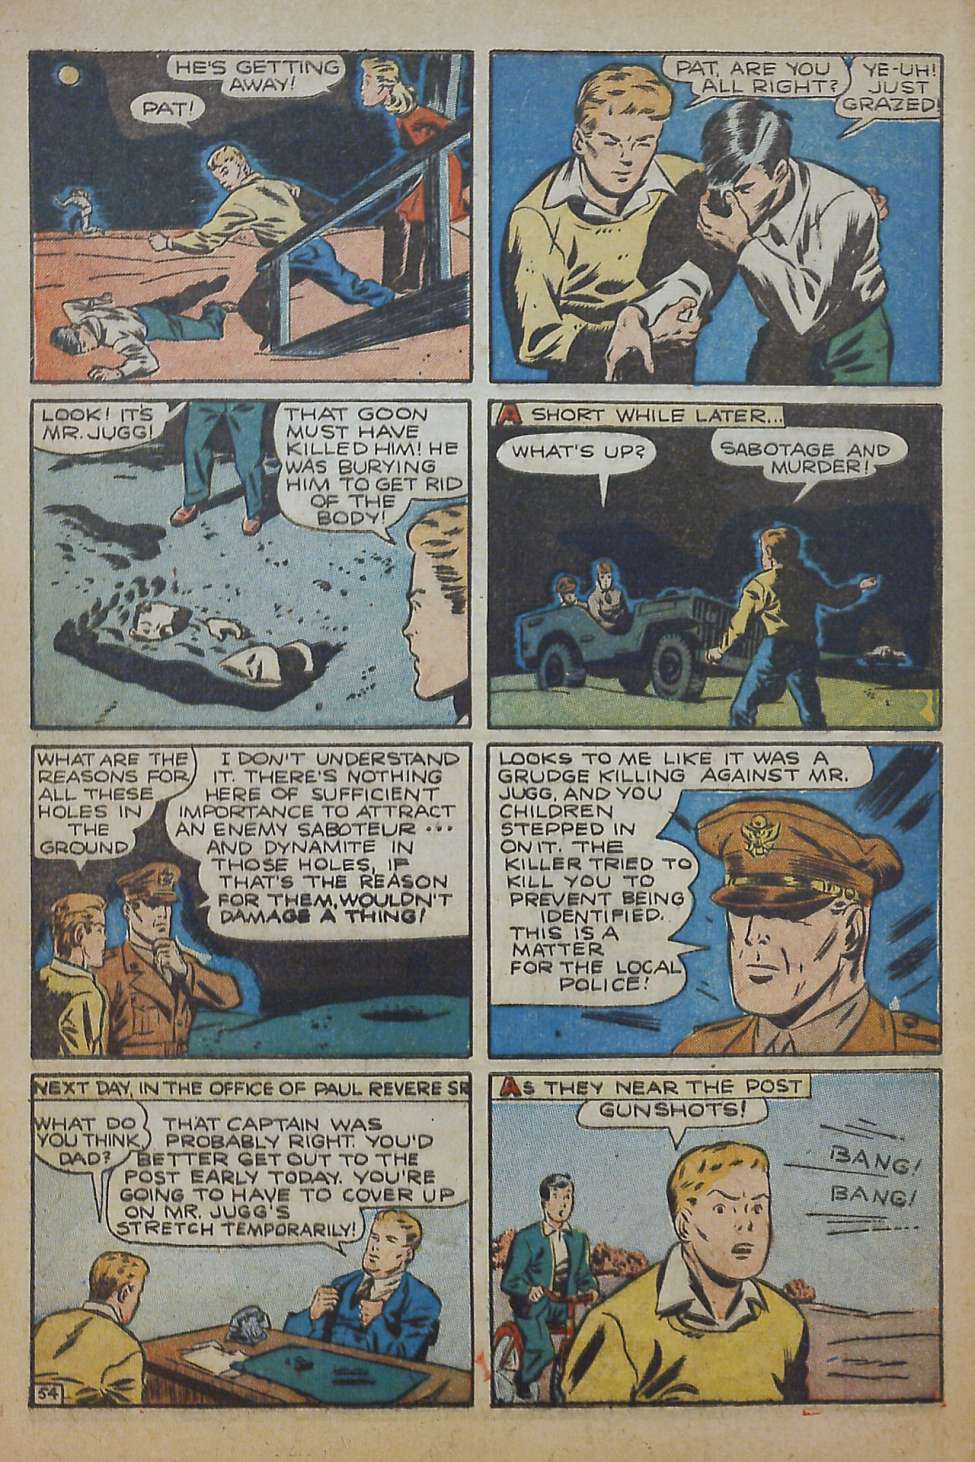 HE'S GETTING
AWAY!
PAT!
PAT, ARE YOU
ALL RIGHT?
YE-UH!
JUST
GRAZED!
LOOK! IT'S
MR. JUGG!
THAT GOON
MUST HAVE
KILLED HIM! HE
WAS BURYING
HIM TO GET RID
OF THE
BODY!
A SHORT WHILE LATER...
WHAT'S UP?
SABOTAGE AND
MURDER!
WHAT ARE THE
REASONS FOR
ALL THESE
HOLES IN
THE
GROUND
I DON'T UNDERSTAND
IT. THERE'S NOTHING
HERE OF SUFFICIENT
IMPORTANCE TO ATTRACT
AN ENEMY SABOTEUR...
AND DYNAMITE IN
THOSE HOLES, IF
THAT'S THE REASON
FOR THEM, WOULDN'T
DAMAGE A THING!
LOOKS TO ME LIKE IT WAS A
GRUDGE KILLING AGAINST MR.
JUGG, AND YOU
CHILDREN
STEPPED IN
ON IT. THE
KILLER TRIED TO
KILL YOU TO
PREVENT BEING
IDENTIFIED.
THIS IS A
MATTER
FOR THE LOCAL
POLICE!
NEXT DAY, IN THE OFFICE OF PAUL REVERE SR
WHAT DO
YOU THINK,
DAD?
THAT CAPTAIN WAS
PROBABLY RIGHT. YOU'D
BETTER GET OUT TO THE
POST EARLY TODAY. YOU'RE
GOING TO HAVE TO COVER UP
ON MR. JUGG'S
STRETCH TEMPORARILY!
54
AS THEY NEAR THE POST
GUNSHOTS!
BANG!
BANG!